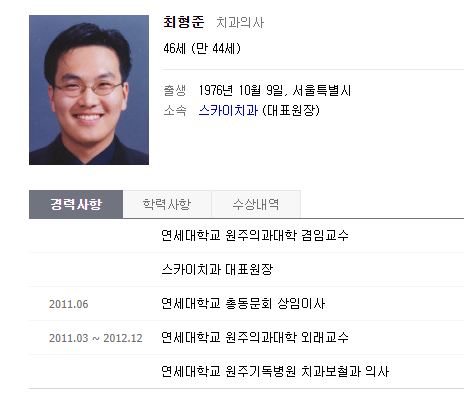 최형준 치과의사
46세 (만 44세)
출생 1976년 10월 9일, 서울특별시
소속 스카이치과 (대표원장)
경력사항 학력사항 수상내역
연세대학교 원주의과대학 겸임교수
스카이치과 대표원장
2011.06 연세대학교 총동문회 상임이사
2011.03 ~ 2012.12 연세대학교 원주의과대학 외래교수
연세대학교 원주기독병원 치과보철과 의사